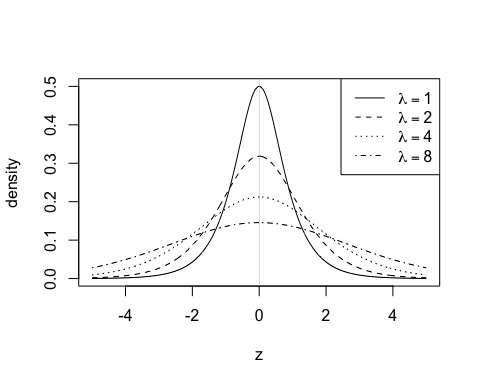 density
0.5
0.4
0.3
0.2
0.1
0.0
λ = 1
λ = 2
λ = 4
λ = 8
-4 -2 0 2 4
z